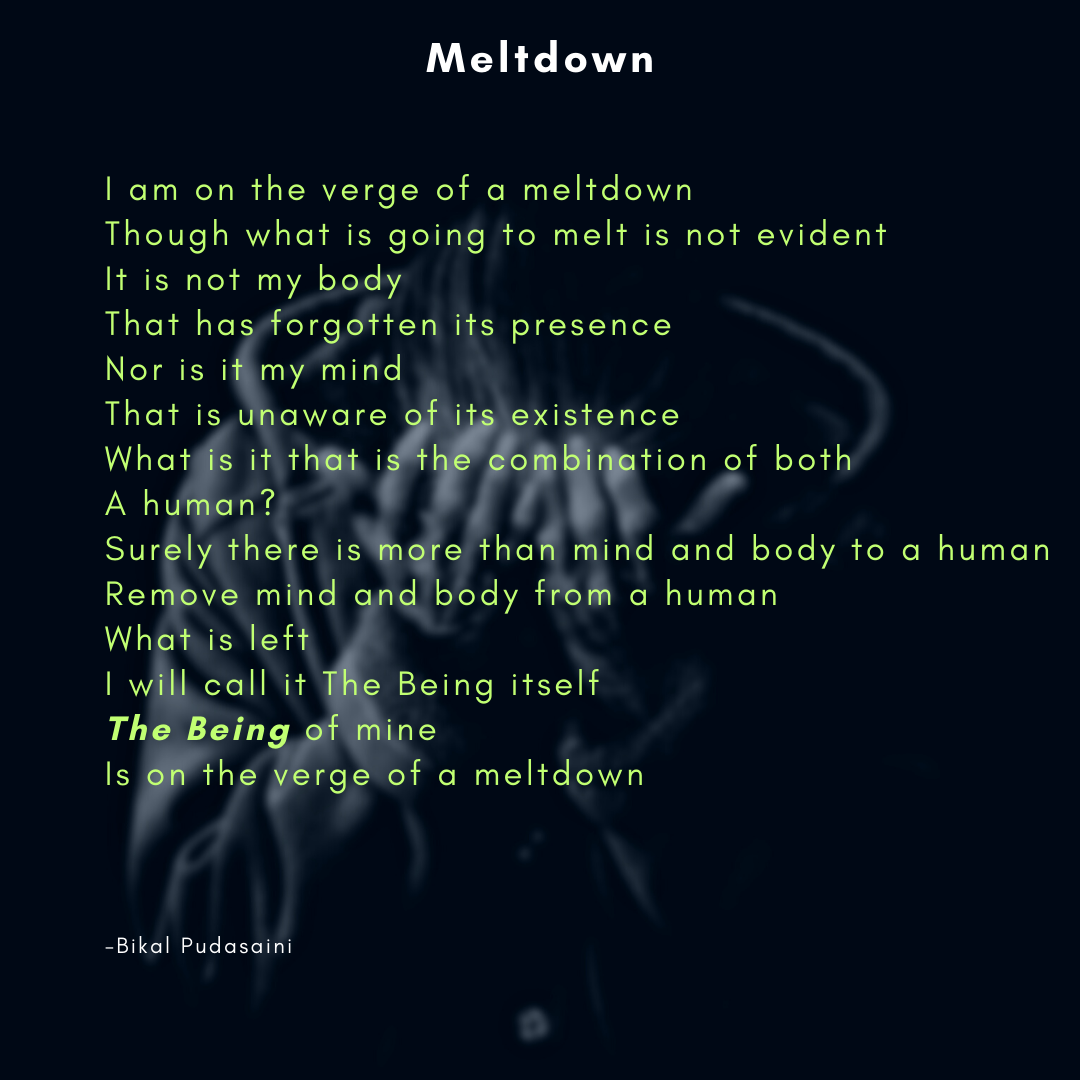 Meltdown
I am on the verge of a meltdown
Though what is going to melt is not evident
It is not my body
That has forgotten its presence
Nor is it my mind
That is unaware of its existence
What is it that is the combination of both
A human?
Surely there is more than mind and body to a human
Remove mind and body from a human
What is left
I will call it The Being itself
The Being of mine
Is on the verge of a meltdown
-Bikal Pudasaini